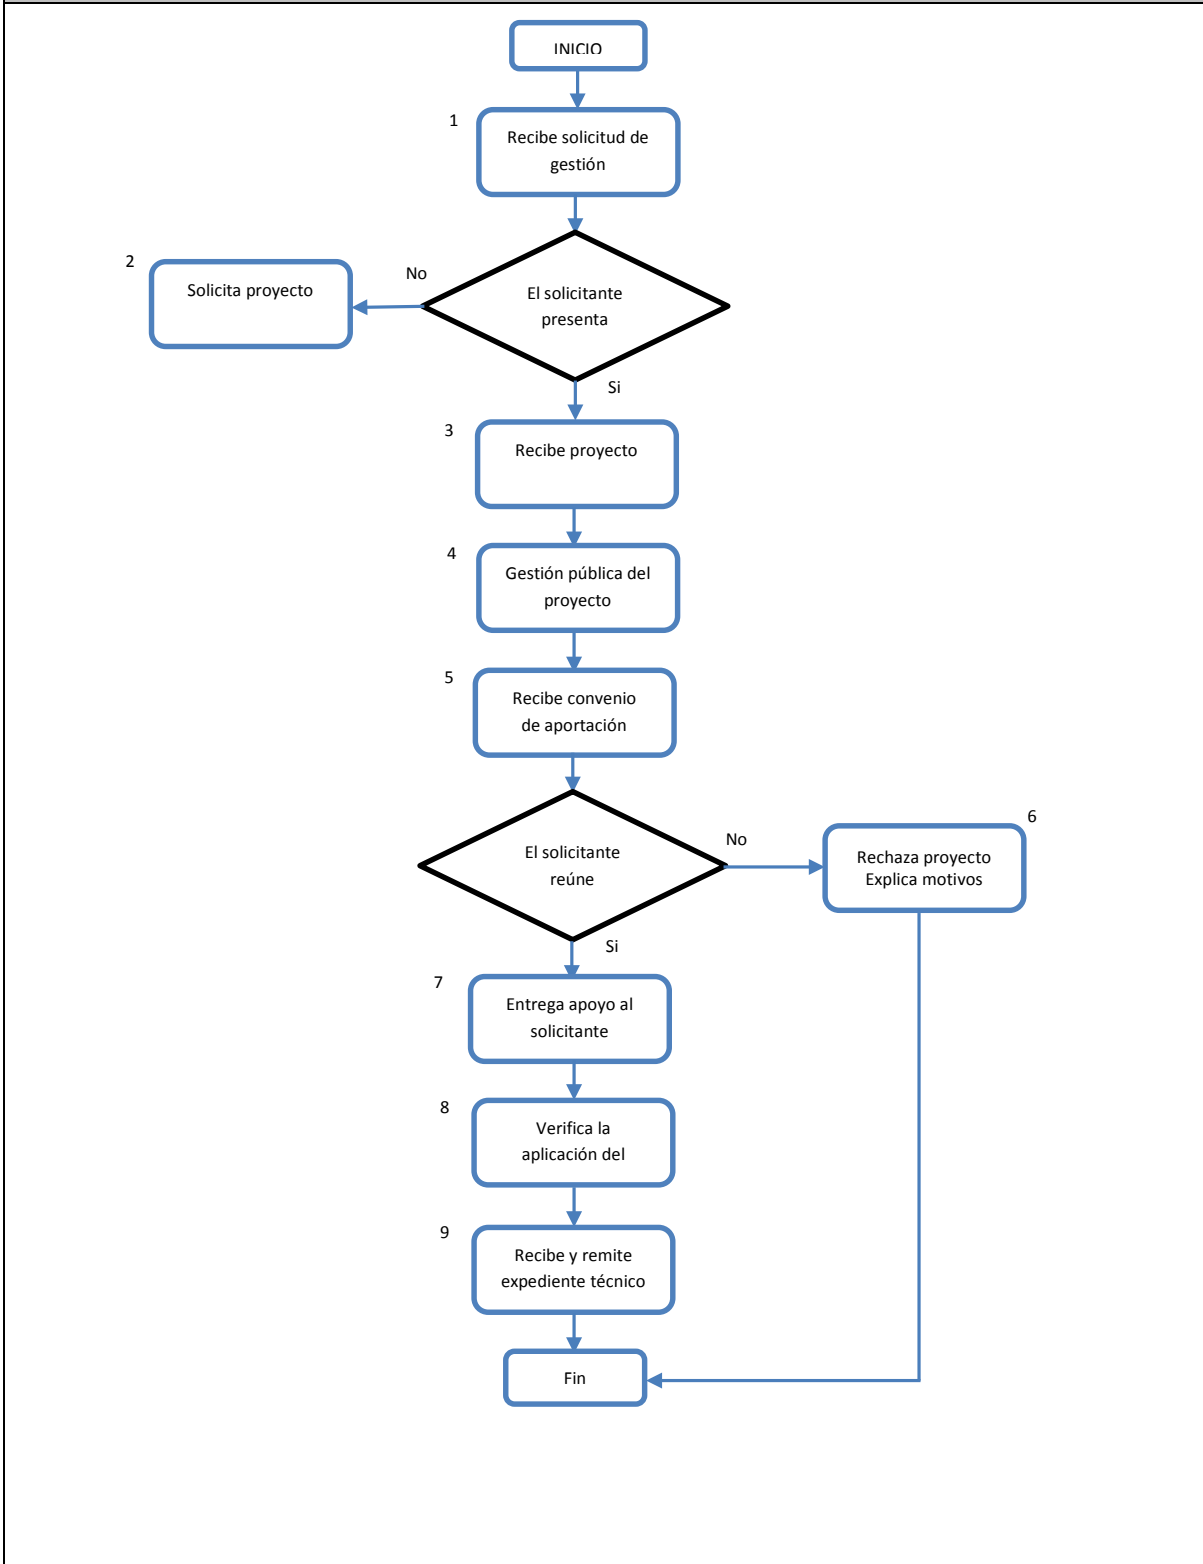 INICIO
1
Recibe solicitud de
gestión
2
Solicita proyecto
No
El solicitante
presenta
Si
3
Recibe proyecto
4
Gestión pública del
proyecto
5
Recibe convenio
de aportación
El solicitante
reúne
No
6
Rechaza proyecto
Explica motivos
Si
7
Entrega apoyo al
solicitante
8
Verifica la
aplicación del
9
Recibe y remite
expediente técnico
Fin